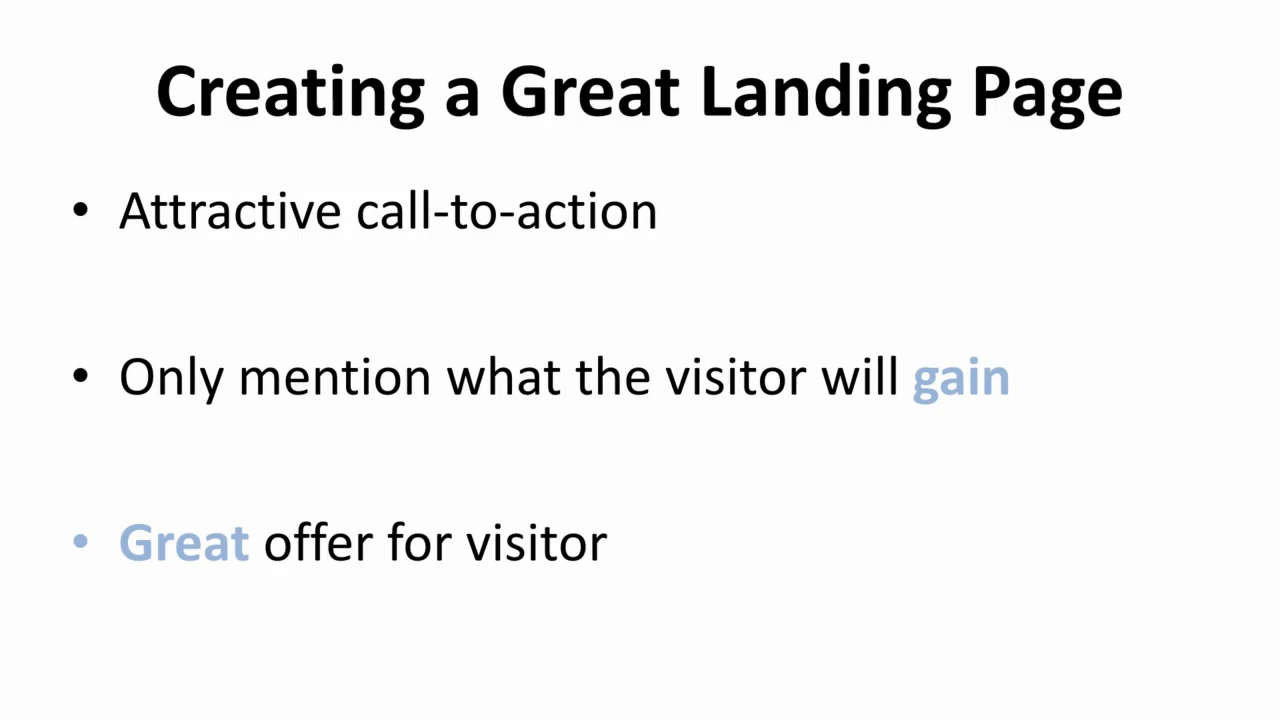 Creating a Great Landing Page
• Attractive call-to-action
• Only mention what the visitor will gain
• Great offer for visitor